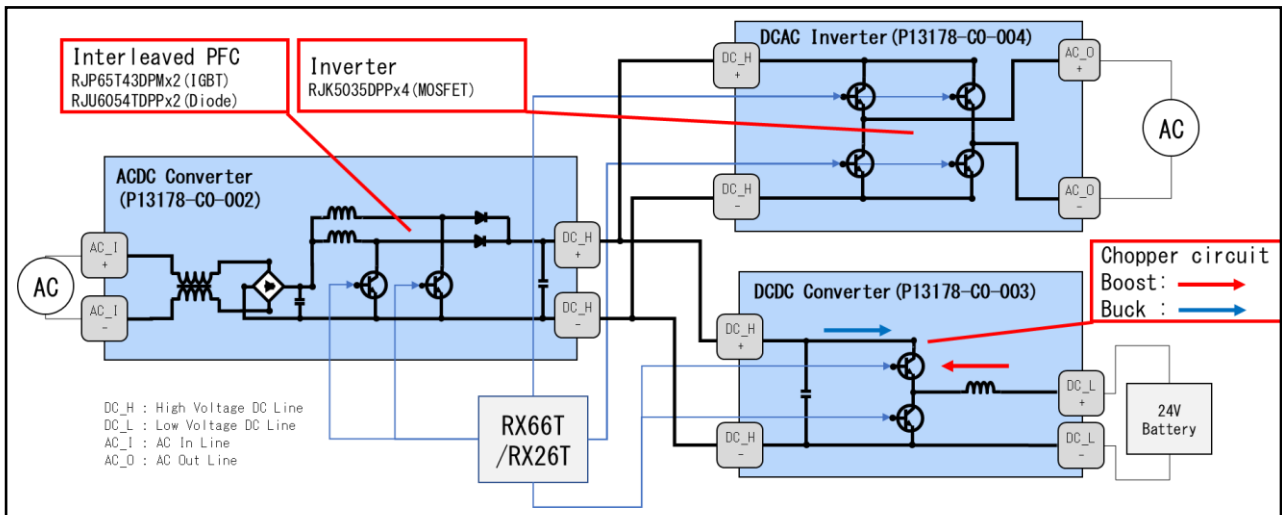 Interleaved PFC
RJP65T43DPMx2(IGBT)
RJU6054TDPPx2(Diode)
Inverter
RJK5035DPPx4(MOSFET)
DCAC Inverter(P13178-CO-004)
DC_H
+
DC_H
-
AC_O
+
AC_O
-
AC
ACDC Converter
(P13178-CO-002)
AC
AC_I
+
AC_I
-
DC_H
+
DC_H
-
Chopper circuit
Boost:
Buck :
DCDC Converter(P13178-CO-003)
DC_H
+
DC_H
-
DC_L
+
DC_L
-
24V
Battery
RX66T
/RX26T
DC_H : High Voltage DC Line
DC_L : Low Voltage DC Line
AC_I : AC In Line
AC_O : AC Out Line